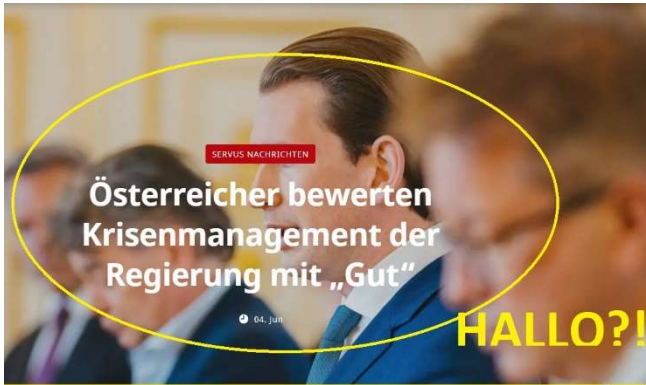 SERVUS NACHRICHTEN
Österreicher bewerten
Krisenmanagement der
Regierung mit „Gut“
04. Jun
HALLO?!